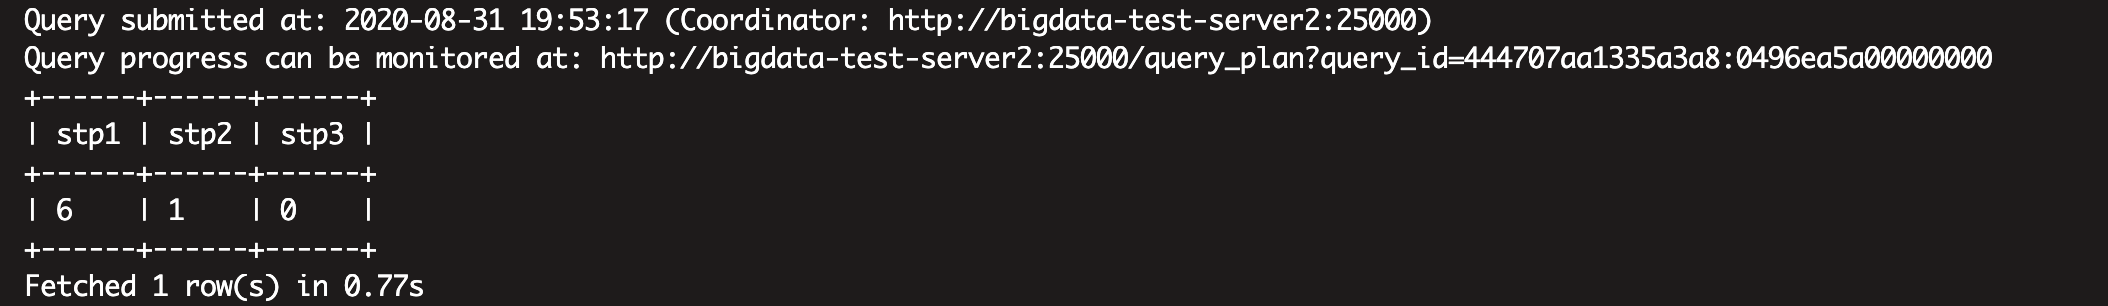 Query submitted at: 2020-08-31 19:53:17 (Coordinator: http://bigdata-test-server2:25000)
Query progress can be monitored at: http://bigdata-test-server2:25000/query_plan?query_id=444707aa1335a3a8:0496ea5a00000000
+------+------+------+
| stp1 | stp2 | stp3 |
+------+------+------+
| 6    | 1    | 0    |
+------+------+------+
Fetched 1 row(s) in 0.77s